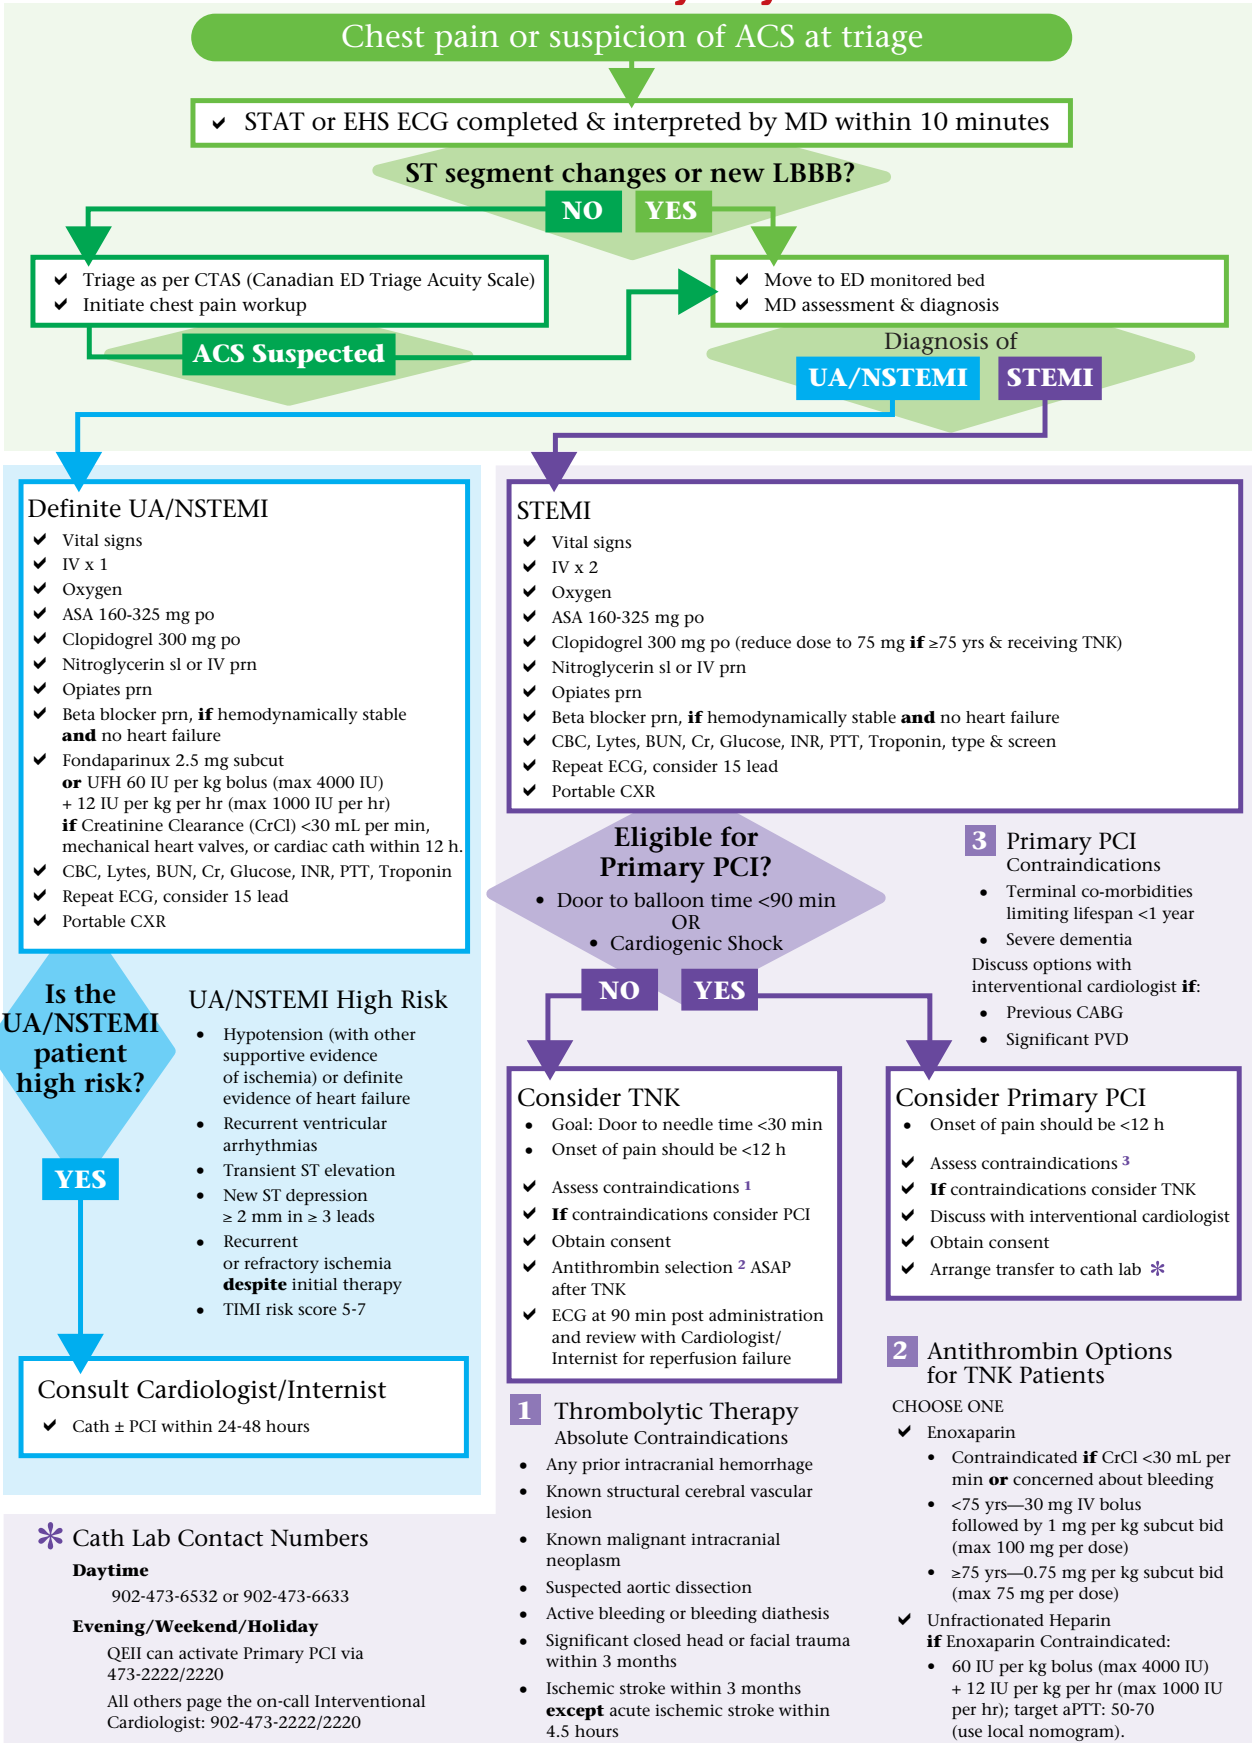 Chest pain or suspicion of ACS at triage
✔ STAT or EHS ECG completed & interpreted by MD within 10 minutes
ST segment changes or new LBBB?
NO YES
✔ Triage as per CTAS (Canadian ED Triage Acuity Scale)
✔ Initiate chest pain workup
✔ Move to ED monitored bed
✔ MD assessment & diagnosis
ACS Suspected
Diagnosis of
UA/NSTEMI STEMI
Definite UA/NSTEMI
✔ Vital signs
✔ IV x 1
✔ Oxygen
✔ ASA 160-325 mg po
✔ Clopidogrel 300 mg po
✔ Nitroglycerin sl or IV prn
✔ Opiates prn
✔ Beta blocker prn, if hemodynamically stable
and no heart failure
✔ Fondaparinux 2.5 mg subcut
or UFH 60 IU per kg bolus (max 4000 IU)
+ 12 IU per kg per hr (max 1000 IU per hr)
if Creatinine Clearance (CrCl) <30 mL per min,
mechanical heart valves, or cardiac cath within 12 h.
✔ CBC, Lytes, BUN, Cr, Glucose, INR, PTT, Troponin
✔ Repeat ECG, consider 15 lead
✔ Portable CXR
Is the
UA/NSTEMI
patient
high risk?
YES
UA/NSTEMI High Risk
• Hypotension (with other
supportive evidence
of ischemia) or definite
evidence of heart failure
• Recurrent ventricular
arrhythmias
• Transient ST elevation
• New ST depression
≥ 2 mm in ≥ 3 leads
• Recurrent
or refractory ischemia
despite initial therapy
• TIMI risk score 5-7
Consult Cardiologist/Internist
✔ Cath ± PCI within 24-48 hours
✻ Cath Lab Contact Numbers
Daytime
902-473-6532 or 902-473-6633
Evening/Weekend/Holiday
QEII can activate Primary PCI via
473-2222/2220
All others page the on-call Interventional
Cardiologist: 902-473-2222/2220
STEMI
✔ Vital signs
✔ IV x 2
✔ Oxygen
✔ ASA 160-325 mg po
✔ Clopidogrel 300 mg po (reduce dose to 75 mg if ≥75 yrs & receiving TNK)
✔ Nitroglycerin sl or IV prn
✔ Opiates prn
✔ Beta blocker prn, if hemodynamically stable and no heart failure
✔ CBC, Lytes, BUN, Cr, Glucose, INR, PTT, Troponin, type & screen
✔ Repeat ECG, consider 15 lead
✔ Portable CXR
Eligible for
Primary PCI?
• Door to balloon time <90 min
OR
• Cardiogenic Shock
NO YES
3 Primary PCI
Contraindications
• Terminal co-morbidities
limiting lifespan <1 year
• Severe dementia
Discuss options with
interventional cardiologist if:
• Previous CABG
• Significant PVD
Consider TNK
• Goal: Door to needle time <30 min
• Onset of pain should be <12 h
✔ Assess contraindications 1
✔ If contraindications consider PCI
✔ Obtain consent
✔ Antithrombin selection 2 ASAP
after TNK
✔ ECG at 90 min post administration
and review with Cardiologist/
Internist for reperfusion failure
Consider Primary PCI
• Onset of pain should be <12 h
✔ Assess contraindications 3
✔ If contraindications consider TNK
✔ Discuss with interventional cardiologist
✔ Obtain consent
✔ Arrange transfer to cath lab ✻
1 Thrombolytic Therapy
Absolute Contraindications
• Any prior intracranial hemorrhage
• Known structural cerebral vascular
lesion
• Known malignant intracranial
neoplasm
• Suspected aortic dissection
• Active bleeding or bleeding diathesis
• Significant closed head or facial trauma
within 3 months
• Ischemic stroke within 3 months
except acute ischemic stroke within
4.5 hours
2 Antithrombin Options
for TNK Patients
CHOOSE ONE
✔ Enoxaparin
• Contraindicated if CrCl <30 mL per
min or concerned about bleeding
• <75 yrs—30 mg IV bolus
followed by 1 mg per kg subcut bid
(max 100 mg per dose)
• ≥75 yrs—0.75 mg per kg subcut bid
(max 75 mg per dose)
✔ Unfractionated Heparin
if Enoxaparin Contraindicated:
• 60 IU per kg bolus (max 4000 IU)
+ 12 IU per kg per hr (max 1000 IU
per hr); target aPTT: 50-70
(use local nomogram).